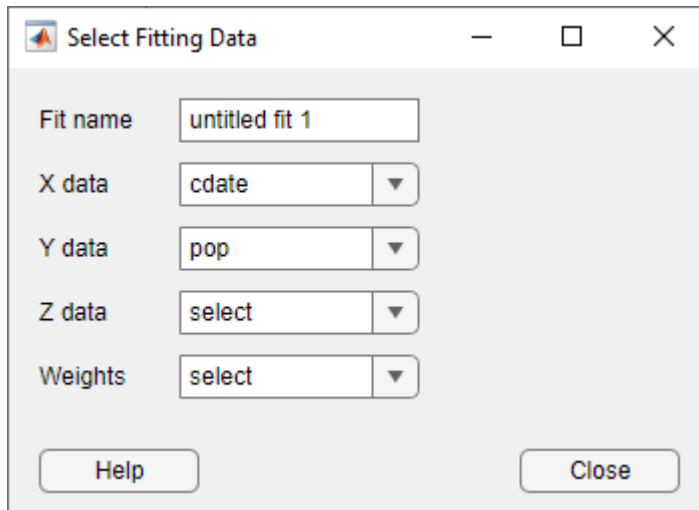 Select Fitting Data
Fit name untitled fit 1
X data cdate
Y data pop
Z data select
Weights select
Help Close